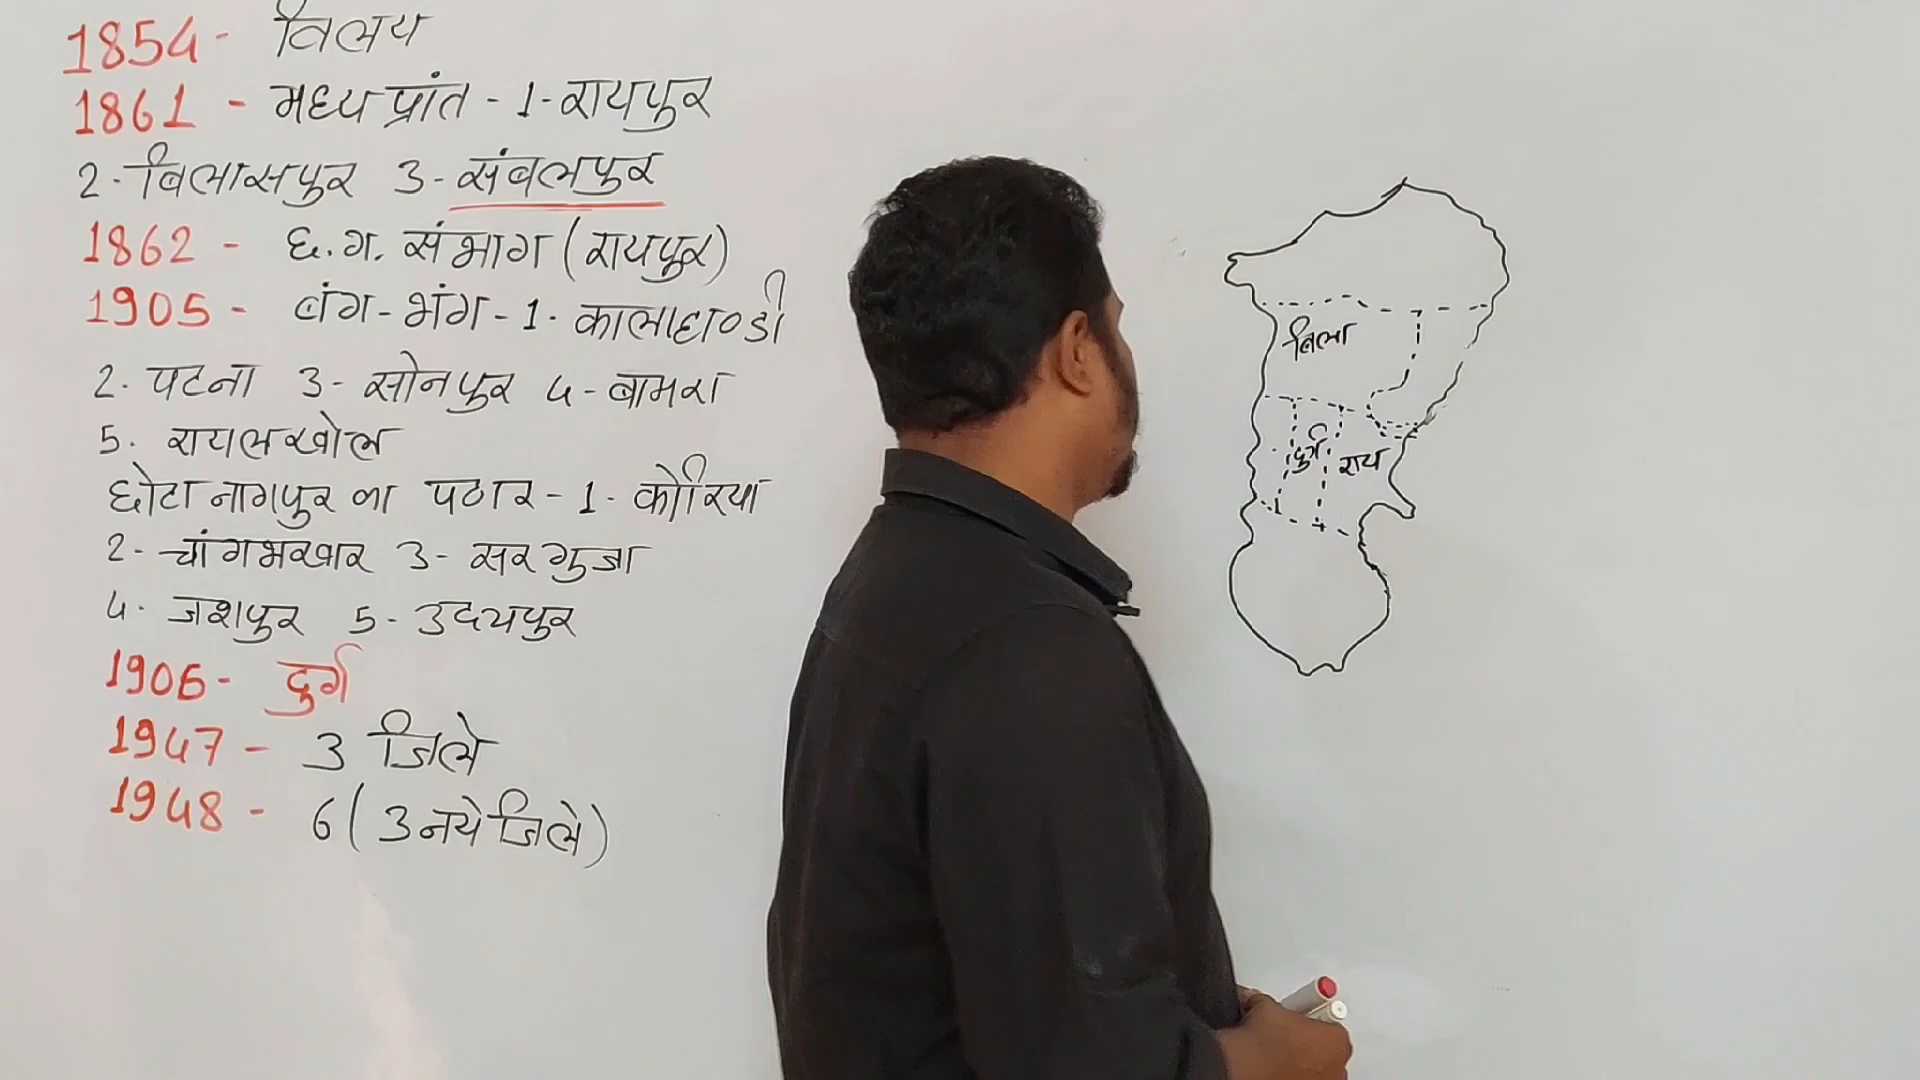 1854 - विलय
1861 - मध्य प्रांत - 1 - रायपुर
2 - बिलासपुर 3 - संबलपुर
1862 - छ.ग. संभाग (रायपुर)
1905 - बंग - भंग - 1. कालाहाण्डी
2. पटना 3 - सोनपुर 4 - बामरा
5. रायलखोल
छोटा नागपुर का पठार - 1 - कोरिया
2 - चांगभरवार 3 - सरगुजा
4. जशपुर 5 - उदयपुर
1906 - दुर्ग
1947 - 3 जिले
1948 - 6 (3 नये जिले)
बिला
दुर्ग
राय